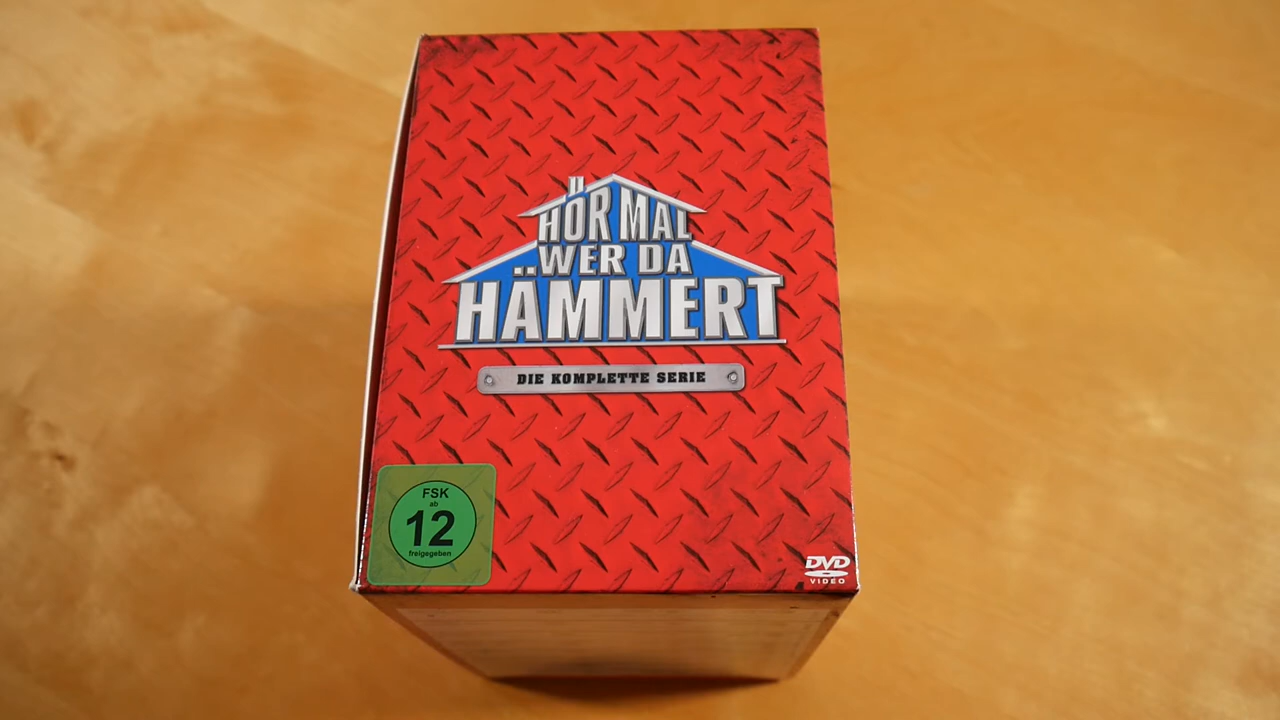 HÖR MAL
WER DA
HÄMMERT
DIE KOMPLETTE SERIE
FSK
ab
12
freigegeben
DVD
VIDEO